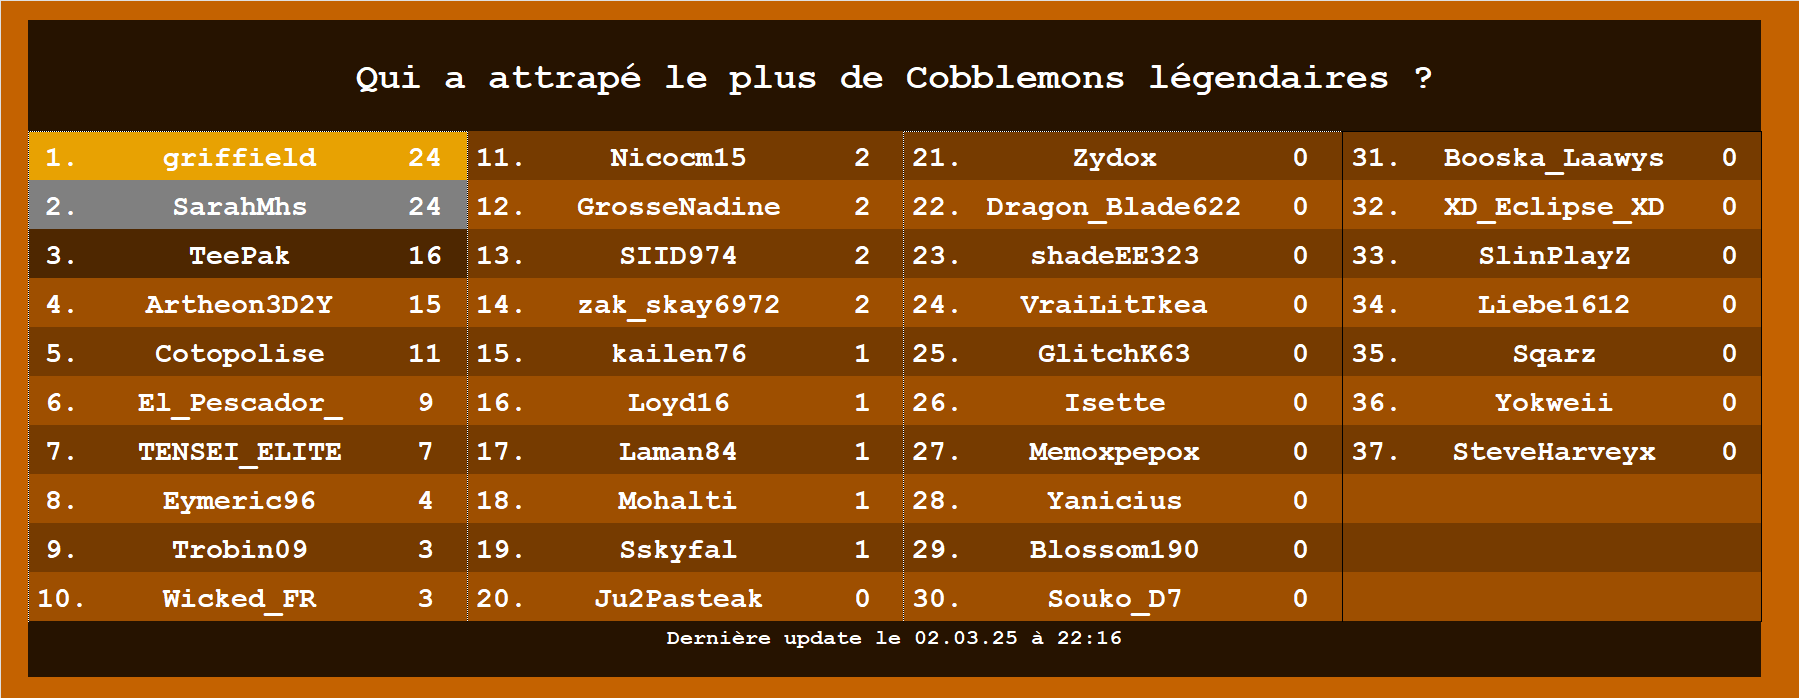 Qui a attrapé le plus de Cobblemons légendaires ?
1. griffield 24
2. SarahMhs 24
3. TeePak 16
4. Artheon3D2Y 15
5. Cotopolise 11
6. El_Pescador_ 9
7. TENSEI_ELITE 7
8. Eymeric96 4
9. Trobin09 3
10. Wicked_FR 3
11. Nicocm15 2
12. GrosseNadine 2
13. SIID974 2
14. zak_skay6972 2
15. kailen76 1
16. Loyd16 1
17. Laman84 1
18. Mohalti 1
19. Sskyfal 1
20. Ju2Pasteak 0
21. Zydox 0
22. Dragon_Blade622 0
23. shadeEE323 0
24. VraiLitIkea 0
25. GlitchK63 0
26. Isette 0
27. Memoxpepox 0
28. Yanicius 0
29. Blossom190 0
30. Souko_D7 0
31. Booska_Laawys 0
32. XD_Eclipse_XD 0
33. SlinPlayZ 0
34. Liebe1612 0
35. Sqarz 0
36. Yokweii 0
37. SteveHarveyx 0
Dernière update le 02.03.25 à 22:16